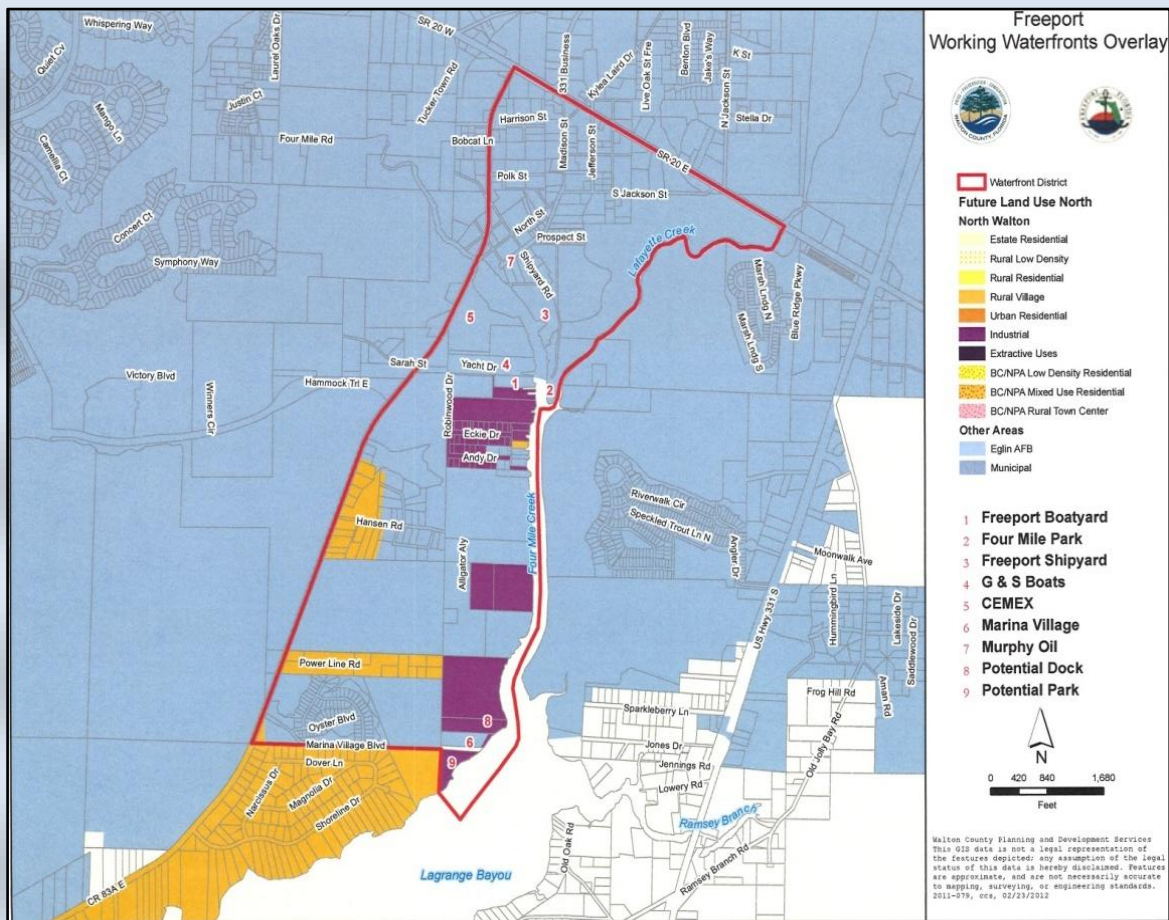 Freeport
Working Waterfronts Overlay
Waterfront District
Future Land Use North
North Walton
Estate Residential
Rural Low Density
Rural Residential
Rural Village
Urban Residential
Industrial
Extractive Uses
BC/NPA Low Density Residential
BC/NPA Mixed Use Residential
BC/NPA Rural Town Center
Other Areas
Eglin AFB
Municipal
1 Freeport Boatyard
2 Four Mile Park
3 Freeport Shipyard
4 G & S Boats
5 CEMEX
6 Marina Village
7 Murphy Oil
8 Potential Dock
9 Potential Park
N
0 420 840 1,680
Feet
Walton County Planning and Development Services
This GIS data is not a legal representation of
the features depicted; any assumption of the legal
status of this data is hereby disclaimed. Features
are approximate, and are not necessarily accurate
to mapping, surveying, or engineering standards.
2011-079, ccs, 02/23/2012
Whispering Way
Quiet Cv
Laurel Oaks Dr
SR 20 W
331 Business
Kylea Laird Dr
Live Oak St Fre
Benton Blvd
Jake's Way
K St
N Jackson St
Tucker Town Rd
Justin Ct
Mango Ln
Camellia Ct
Four Mile Rd
Harrison St
Madison St
Jefferson St
Stella Dr
Bobcat Ln
SR 20 E
Polk St
S Jackson St
North St
Concert Ct
Prospect St
Lafayette Creek
Symphony Way
7
Shipyard Rd
Marsh Lndg N
Blue Ridge Pkwy
5
3
Marsh Lndg S
Sarah St
Yacht Dr
4
Victory Blvd
Hammock Trl E
1
2
Winners Cir
Robinwood Dr
Eckie Dr
Andy Dr
Riverwalk Cir
Hansen Rd
Speckled Trout Ln N
Four Mile Creek
Angler Dr
Moonwalk Ave
Alligator Aly
US Hwy 331 S
Hummingbird Ln
Lakeside Dr
Saddlewood Dr
Power Line Rd
Aman Rd
Frog Hill Rd
Oyster Blvd
8
Sparkleberry Ln
Marina Village Blvd
6
Jones Dr
Old Jolly Bay Rd
Dover Ln
9
Jennings Rd
Narcissus Dr
Magnolia Dr
Lowery Rd
Shoreline Dr
Ramsey Branch
Old Oak Rd
Ramsey Branch Rd
CR 83A E
Lagrange Bayou